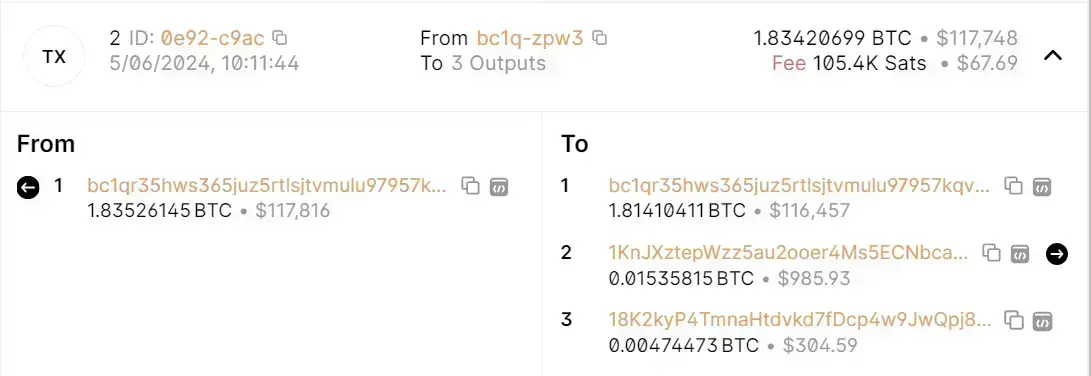 TX
2 ID: 0e92-c9ac
5/06/2024, 10:11:44
From bc1q-zpw3
To 3 Outputs
1.83420699 BTC • $117,748
Fee 105.4K Sats • $67.69
From
1 bc1qr35hws365juz5rtlsjtvmulu97957k...
1.83526145 BTC • $117,816
To
1 bc1qr35hws365juz5rtlsjtvmulu97957kqv...
1.81410411 BTC • $116,457
2 1KnJXztepWzz5au2ooer4Ms5ECNbca...
0.01535815 BTC • $985.93
3 18K2kyP4TmnaHtdvkd7fDcp4w9JwQpj8...
0.00474473 BTC • $304.59